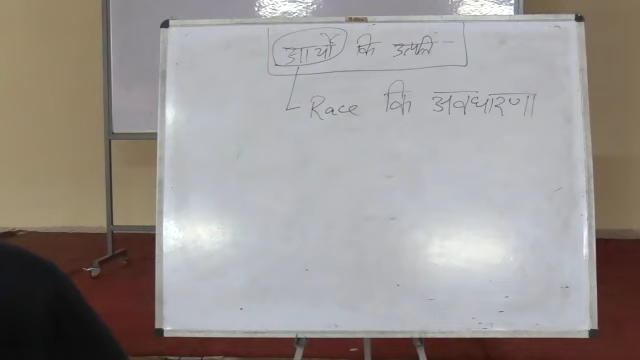 आर्यो कि उत्पत्ति -
Race कि अवधारणा